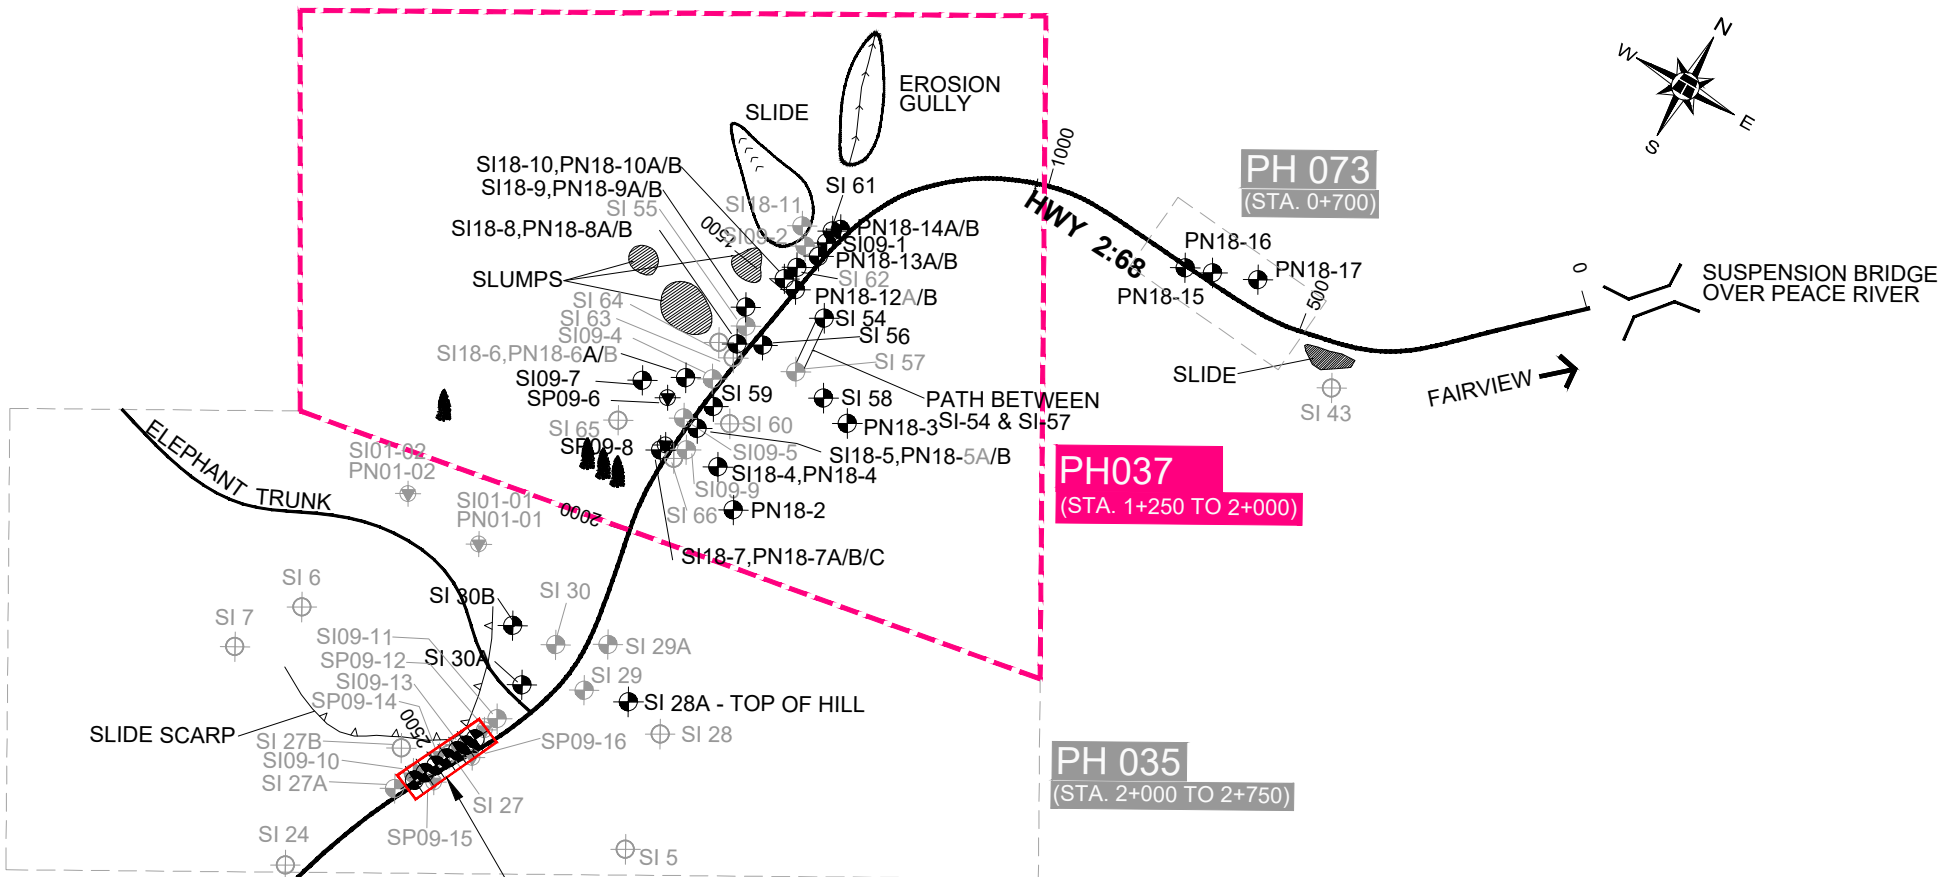 N
W
E
S
EROSION
GULLY
SLIDE
1000
PH 073
(STA. 0+700)
SI18-10,PN18-10A/B
SI18-9,PN18-9A/B
SI 55
SI18-8,PN18-8A/B
SI 61
SI18-11
1500
SI09-2
PN18-14A/B
SI09-1
PN18-13A/B
SI 62
PN18-12A/B
HWY 2:68
PN18-16
PN18-17
PN18-15
500
0
SUSPENSION BRIDGE
OVER PEACE RIVER
SLUMPS
SI 64
SI 63
SI09-4
SI 54
SI 56
SI18-6,PN18-6A/B
SI 57
SI09-7
SP09-6
SI 59
SI 58
PATH BETWEEN
SI-54 & SI-57
SLIDE
FAIRVIEW
SI 43
SI 65
SI 60
PN18-3
SP09-8
SI09-5
SI18-5,PN18-5A/B
SI18-4,PN18-4
SI09-9
SI 66
PN18-2
PH037
(STA. 1+250 TO 2+000)
ELEPHANT TRUNK
SI01-02
PN01-02
SI01-01
PN01-01
2000
SI18-7,PN18-7A/B/C
SI 6
SI 7
SI 30B
SI 30
SI09-11
SI 29A
SP09-12
SI 30A
SI09-13
SI 29
SP09-14
SI 28A - TOP OF HILL
2500
SLIDE SCARP
SI 27B
SI 28
SP09-16
SI09-10
SI 27A
SI 27
PH 035
(STA. 2+000 TO 2+750)
SI 24
SP09-15
SI 5